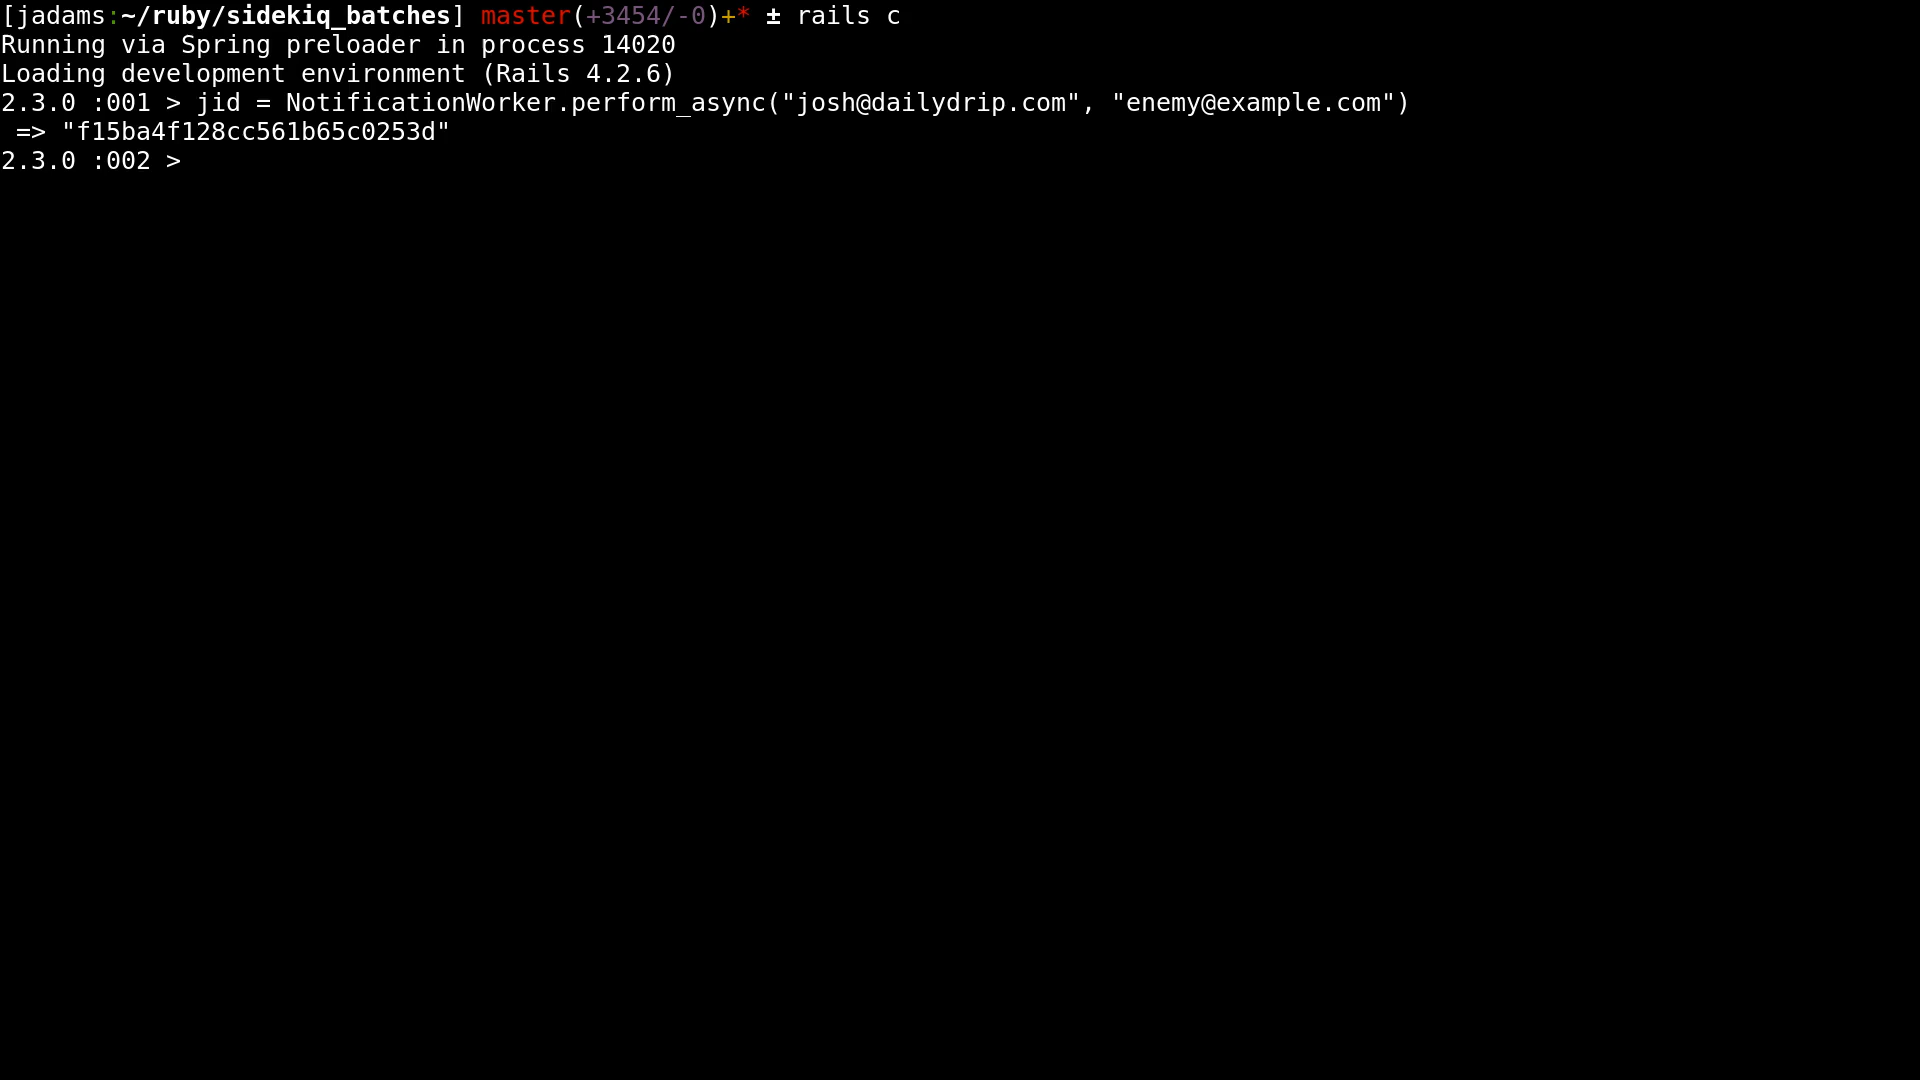 [jadams:~/ruby/sidekiq_batches] master(+3454/-0)+* ± rails c
Running via Spring preloader in process 14020
Loading development environment (Rails 4.2.6)
2.3.0 :001 > jid = NotificationWorker.perform_async("josh@dailydrip.com", "enemy@example.com")
 => "f15ba4f128cc561b65c0253d"
2.3.0 :002 >